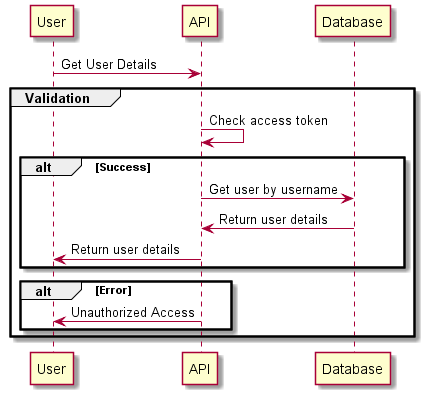 User API Database
Get User Details
Validation
Check access token
alt [Success]
Get user by username
Return user details
Return user details
alt [Error]
Unauthorized Access
User API Database